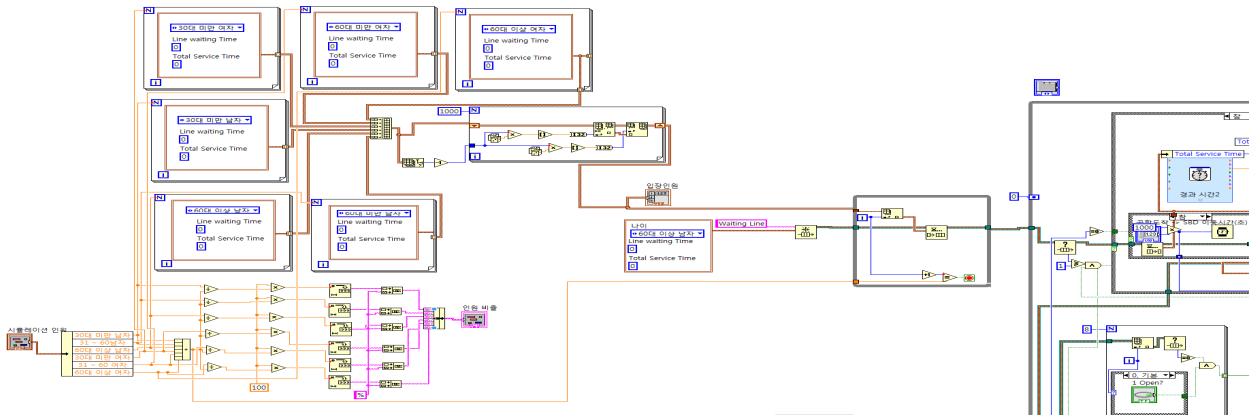 N
30대 미만 여자
Line waiting Time
0
Total Service Time
0
i
N
60대 미만 여자
Line waiting Time
0
Total Service Time
0
i
N
60대 이상 여자
Line waiting Time
0
Total Service Time
0
i
N
30대 미만 남자
Line waiting Time
0
Total Service Time
0
i
1000
N
i
N
60대 이상 남자
Line waiting Time
0
Total Service Time
0
i
N
60대 미만 남자
Line waiting Time
0
Total Service Time
0
i
입장인원
나이
60대 이상 남자
Line waiting Time
0
Total Service Time
0
Waiting Line
i
시뮬레이션 인원
30대 미만 남자
31 ~ 60남자
60대 이상 남자
30대 미만 여자
31 ~ 60 여자
60대 이상 여자
100
%
인원 비율
0
참
Total Service Time
Tot
경과 시간2
참
1000
1
8
N
i
0, 기본
1 Open?